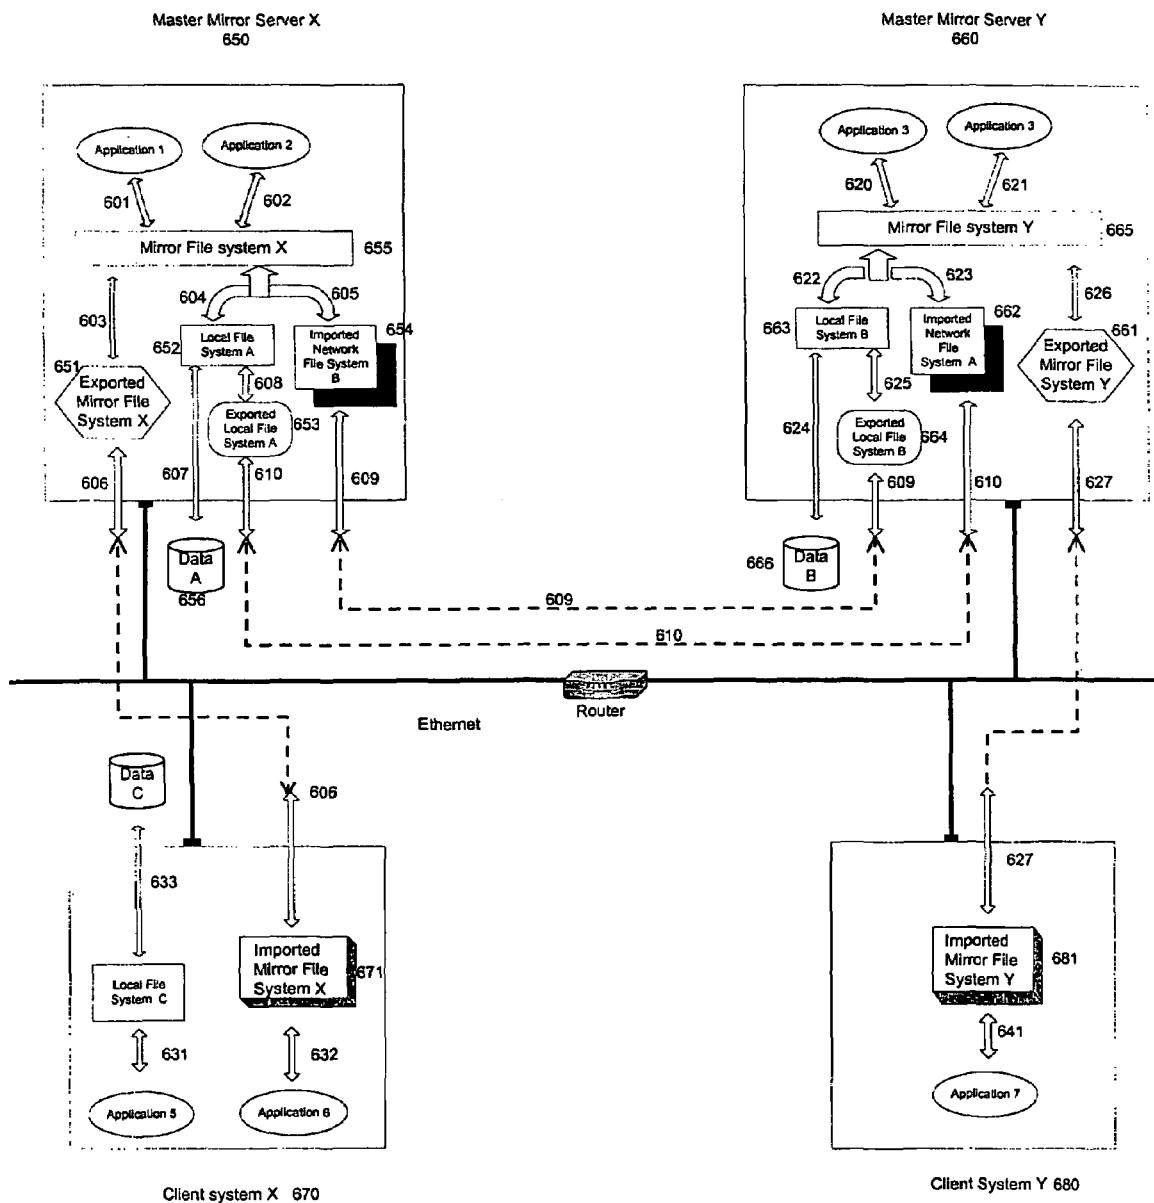 Master Mirror Server X
650
Master Mirror Server Y
660
Application 1
Application 2
Application 3
Application 3
601
602
620
621
Mirror File system X
655
Mirror File system Y
665
604
605
622
623
603
626
654
662
663
661
651
652
Local File
System A
Imported
Network
File System
B
Local File
System B
Imported
Network
File
System A
Exported
Mirror File
System Y
608
625
Exported
Mirror File
System X
Exported
Local File
System A
653
624
Exported
Local File
System B
664
606
607
610
609
609
610
627
Data
A
656
666
Data
B
609
610
Router
Ethernet
Data
C
606
633
627
Imported
Mirror File
System X
671
Imported
Mirror File
System Y
681
Local File
System C
631
632
641
Application 5
Application 6
Application 7
Client system X 670
Client System Y 680